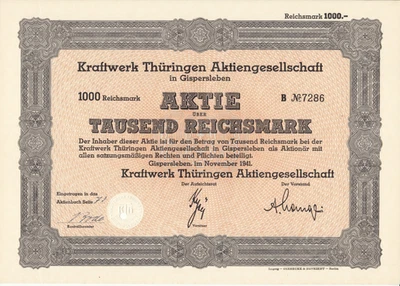 Reichsmark 1000.-
Kraftwerk Thüringen Aktiengesellschaft
in Gispersleben
1000 Reichsmark
AKTIE
B № 7286
ÜBER
TAUSEND REICHSMARK
Der Inhaber dieser Aktie ist für den Betrag von Tausend Reichsmark bei der
Kraftwerk Thüringen Aktiengesellschaft in Gispersleben als Aktionär mit
allen satzungsmäßigen Rechten und Pflichten beteiligt.
Gispersleben, im November 1941.
Kraftwerk Thüringen Aktiengesellschaft
Der Aufsichtsrat
Der Vorstand
Eingetragen in das
Aktienbuch Seite
Kontrollbeamter
Vorsitzer